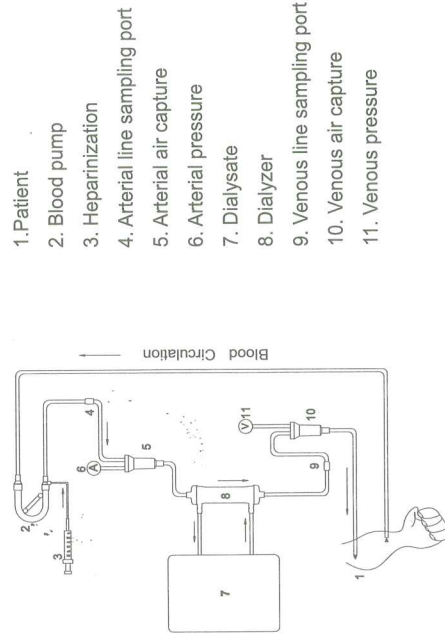 1.Patient
2. Blood pump
3. Heparinization
4. Arterial line sampling port
5. Arterial air capture
6. Arterial pressure
7. Dialysate
8. Dialyzer
9. Venous line sampling port
10. Venous air capture
11. Venous pressure
Blood Circulation
2
3
4
6
A
5
8
7
V
11
10
9
1